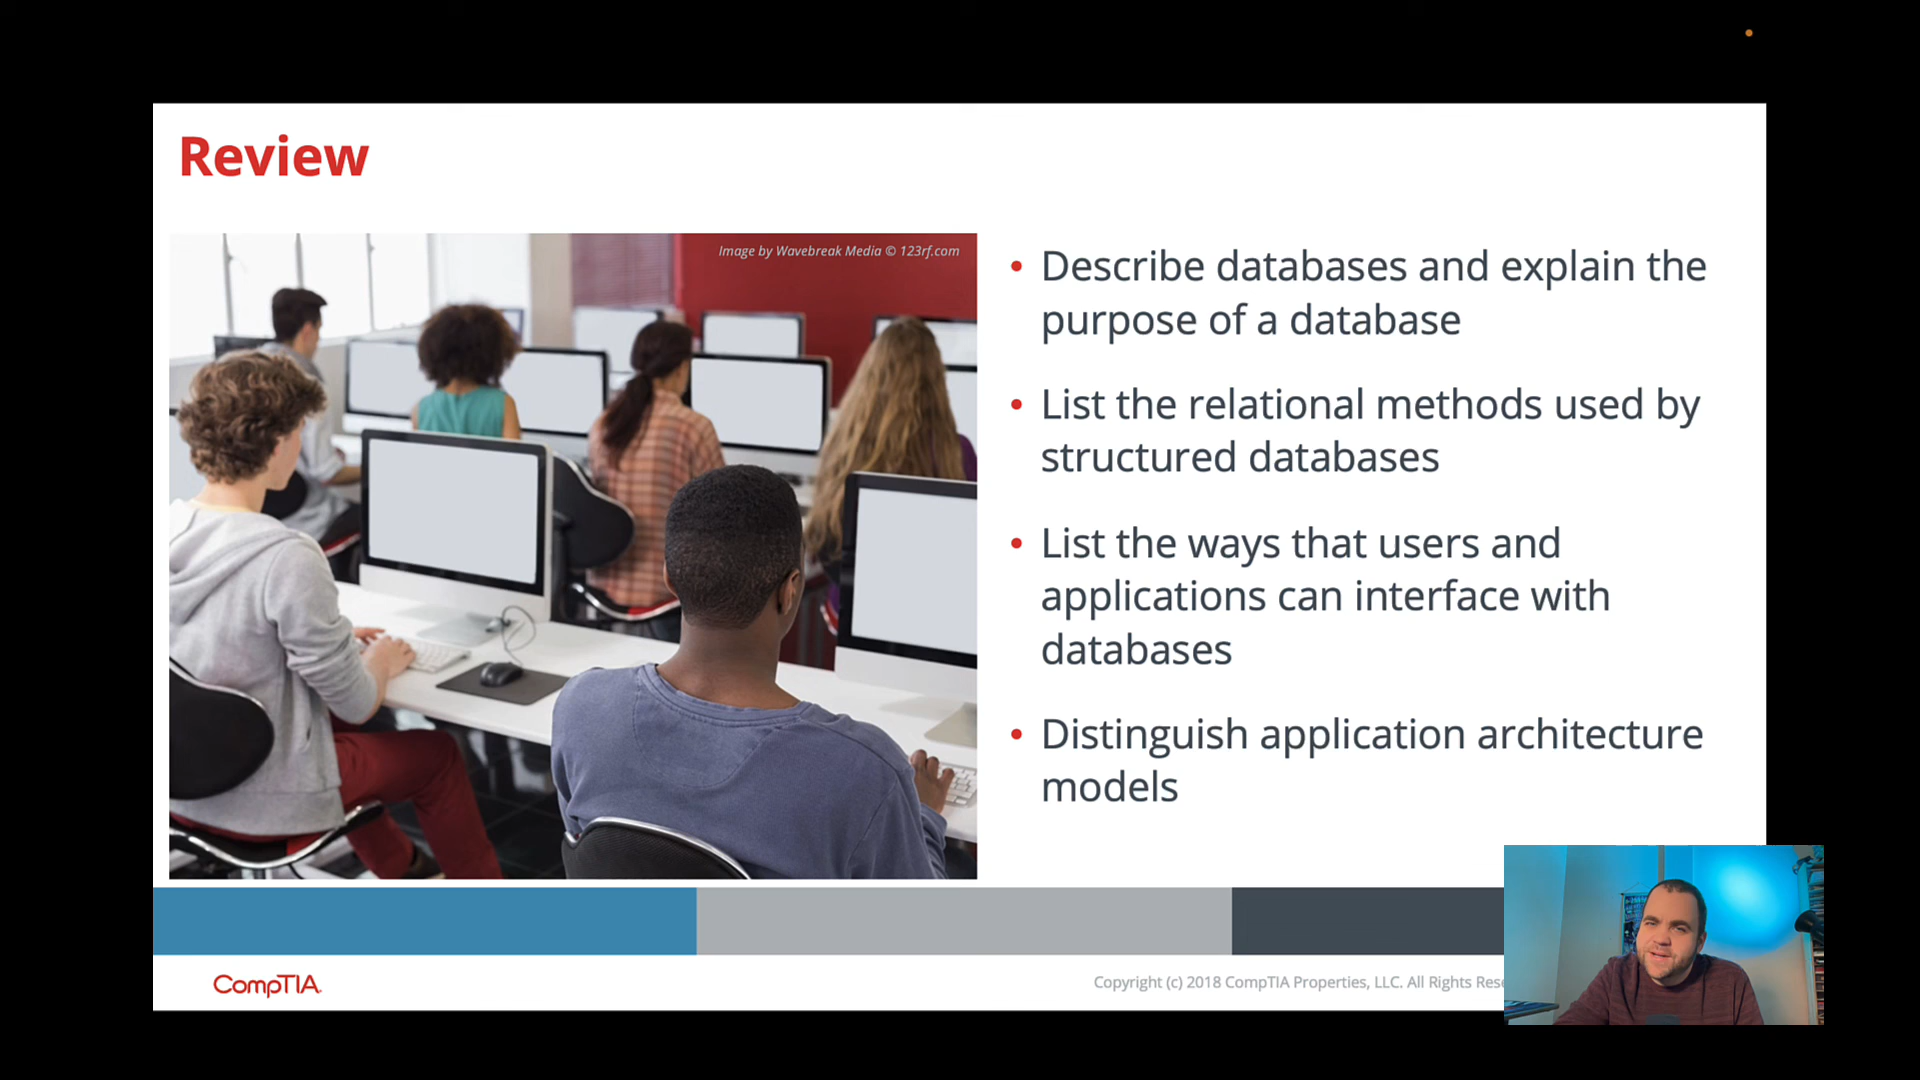 Review
Image by Wavebreak Media © 123rf.com
• Describe databases and explain the
purpose of a database
• List the relational methods used by
structured databases
• List the ways that users and
applications can interface with
databases
• Distinguish application architecture
models
CompTIA
Copyright (c) 2018 CompTIA Properties, LLC. All Rights